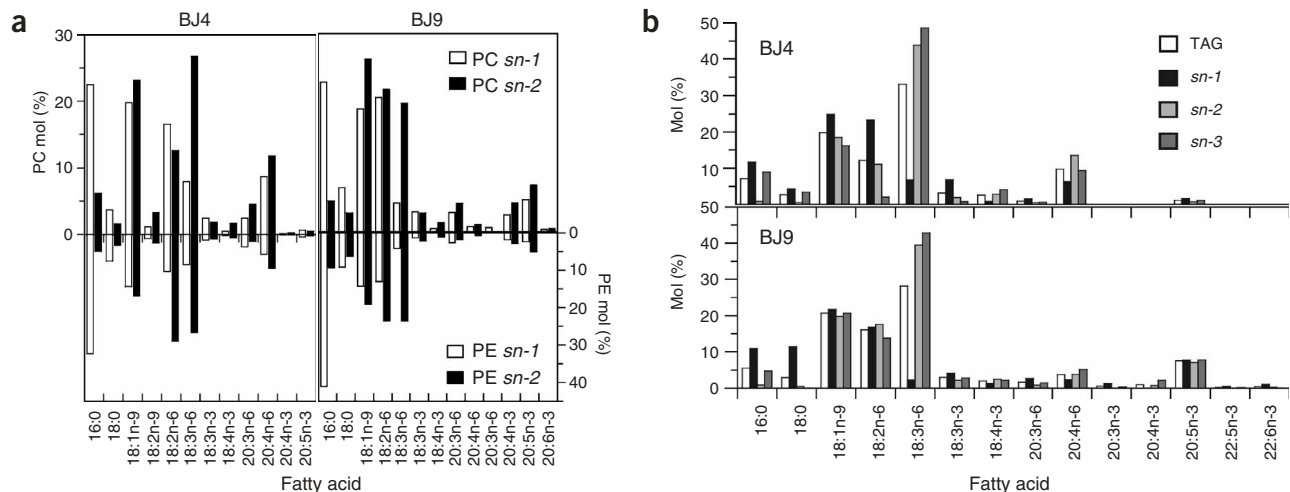 a
BJ4
BJ9
30
20
10
0
PC mol (%)
PC sn-1
PC sn-2
0
10
20
30
40
PE mol (%)
PE sn-1
PE sn-2
16:0
18:0
18:1n-9
18:2n-9
18:2n-6
18:3n-6
18:3n-3
18:4n-3
20:3n-6
20:4n-6
20:4n-3
20:5n-3
16:0
18:0
18:1n-9
18:2n-6
18:3n-6
18:3n-3
18:4n-3
20:3n-6
20:4n-6
20:3n-3
20:4n-3
20:5n-3
20:6n-3
Fatty acid
b
50
40
30
20
10
Mol (%)
BJ4
TAG
sn-1
sn-2
sn-3
50
40
30
20
10
0
Mol (%)
BJ9
16:0
18:0
18:1n-9
18:2n-6
18:3n-6
18:3n-3
18:4n-3
20:3n-6
20:4n-6
20:3n-3
20:4n-3
20:5n-3
22:5n-3
22:6n-3
Fatty acid